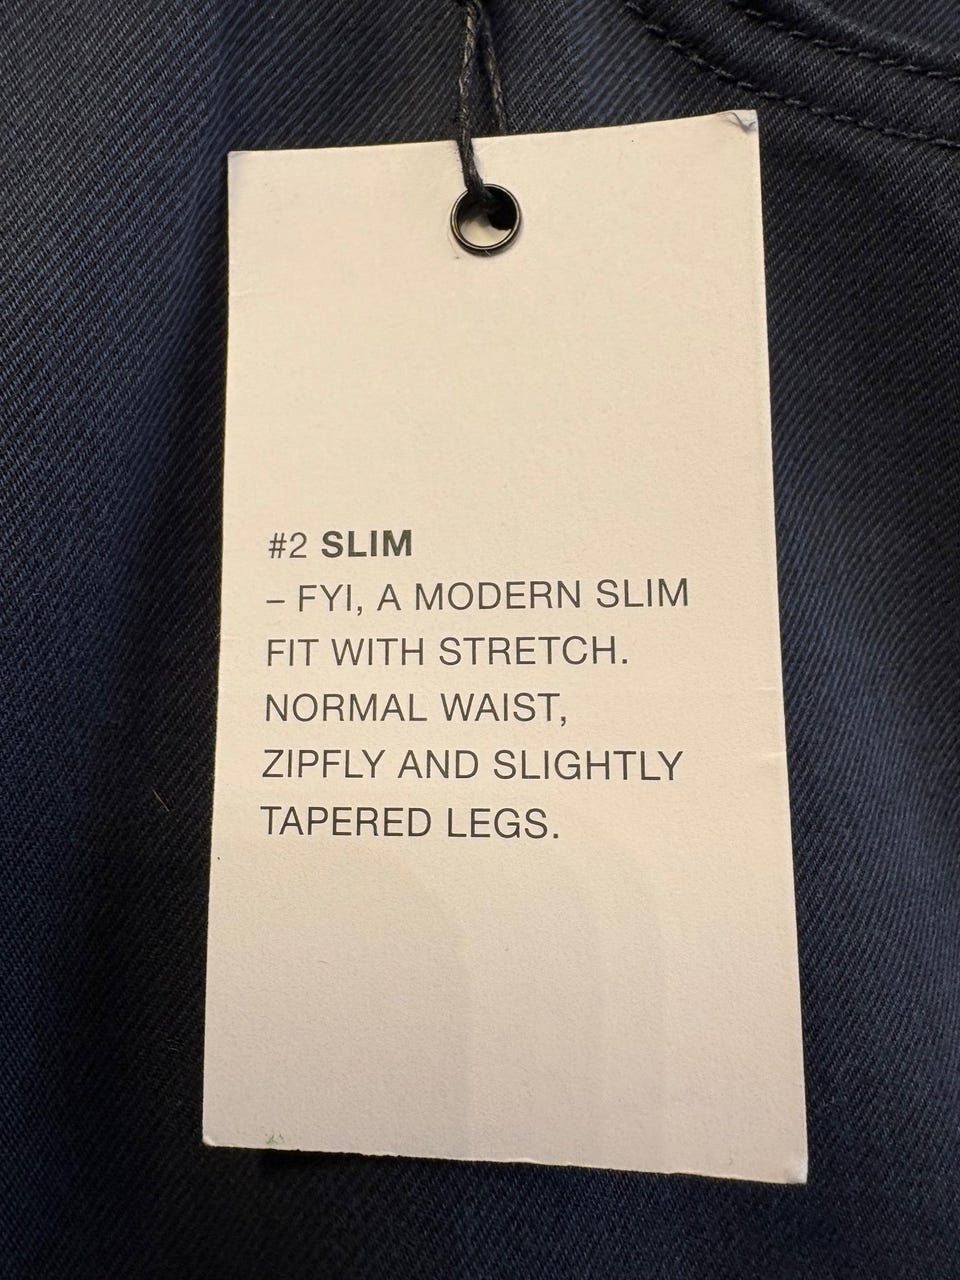 #2 SLIM
– FYI, A MODERN SLIM
FIT WITH STRETCH.
NORMAL WAIST,
ZIPFLY AND SLIGHTLY
TAPERED LEGS.